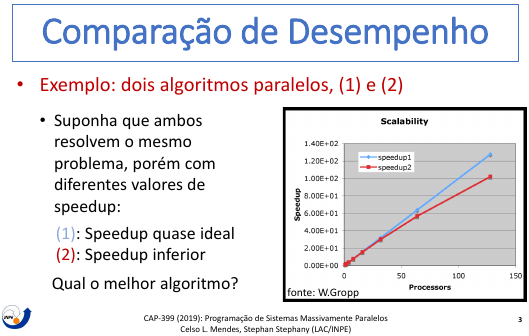 Comparação de Desempenho
• Exemplo: dois algoritmos paralelos, (1) e (2)
• Suponha que ambos
resolvem o mesmo
problema, porém com
diferentes valores de
speedup:
(1): Speedup quase ideal
(2): Speedup inferior
Qual o melhor algoritmo?
Scalability
1.40E+02
1.20E+02
1.00E+02
8.00E+01
6.00E+01
4.00E+01
2.00E+01
0.00E+00
Speedup
speedup1
speedup2
0
50
100
150
Processors
fonte: W.Gropp
INPE
CAP-399 (2019): Programação de Sistemas Massivamente Paralelos
Celso L. Mendes, Stephan Stephany (LAC/INPE)
3